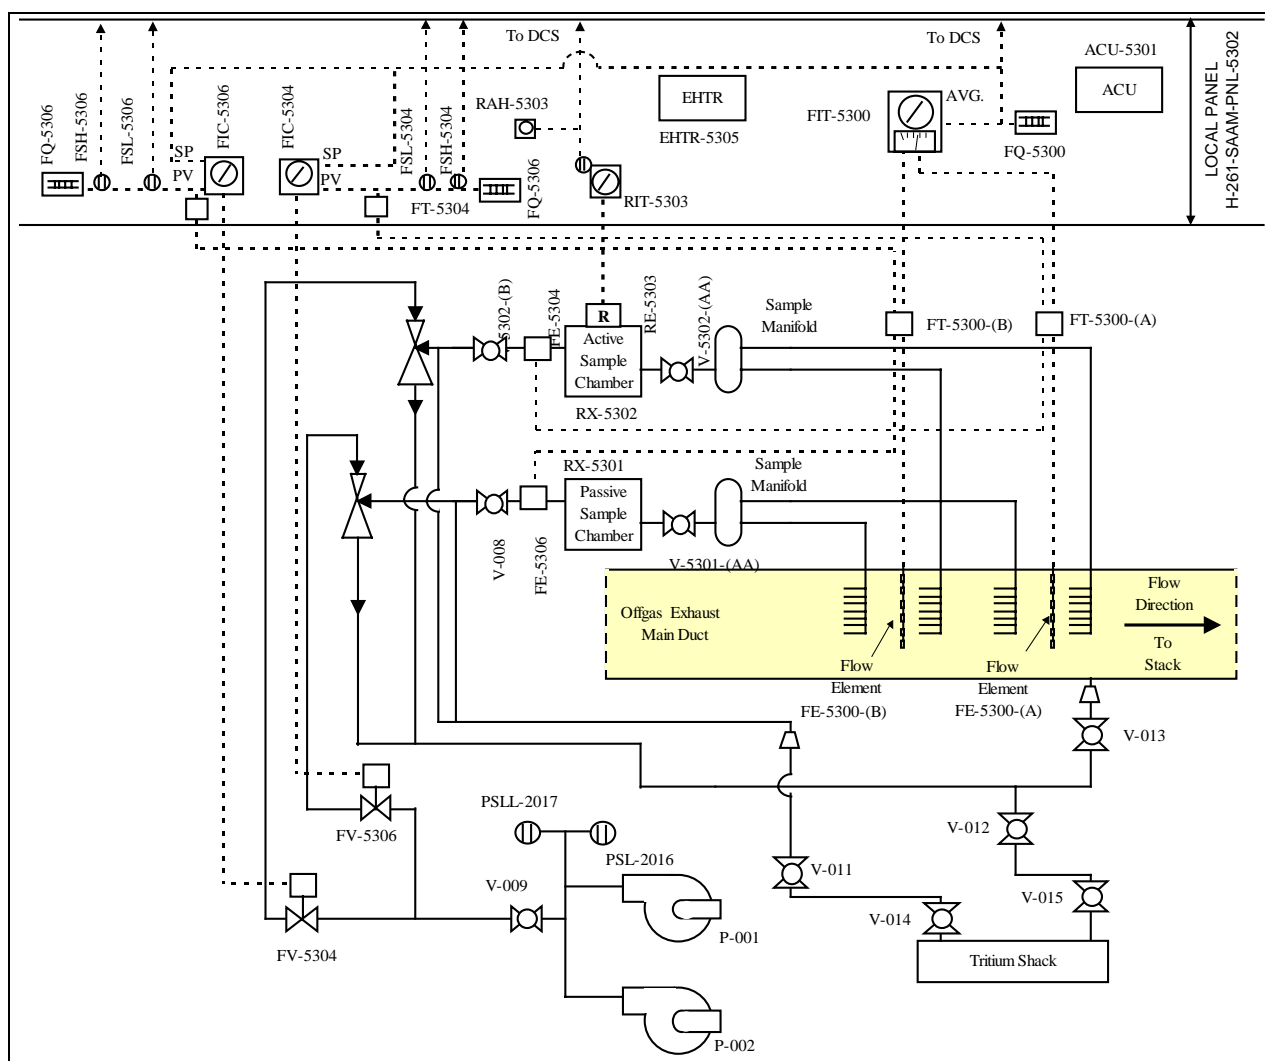 To DCS
To DCS
ACU-5301
ACU
EHTR
EHTR-5305
RAH-5303
FIT-5300
AVG.
FQ-5300
LOCAL PANEL
H-261-SAAM-PNL-5302
FQ-5306
FSH-5306
FSL-5306
FIC-5306
FIC-5304
SP
PV
SP
PV
FSL-5304
FSH-5304
FT-5304
FQ-5306
RIT-5303
5302-(B)
FE-5304
R
RE-5303
V-5302-(AA)
Sample
Manifold
FT-5300-(B)
FT-5300-(A)
Active
Sample
Chamber
RX-5302
RX-5301
Passive
Sample
Chamber
Sample
Manifold
V-008
FE-5306
V-5301-(AA)
Offgas Exhaust
Main Duct
Flow
Element
FE-5300-(B)
Flow
Element
FE-5300-(A)
Flow
Direction
To
Stack
V-013
FV-5306
PSLL-2017
PSL-2016
V-012
V-011
V-015
V-009
V-014
P-001
FV-5304
Tritium Shack
P-002